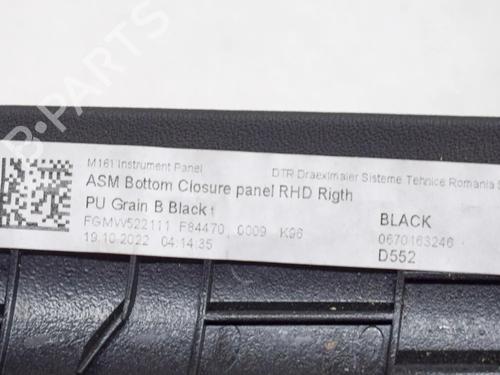 B-PARTS
M161 Instrument Panel
DTR Draexlmaier Sisteme Tehnice Romania S
ASM Bottom Closure panel RHD Rigth
PU Grain B Black
BLACK
FGMW522111 F84470 0009 K96
0670163246
19.10.2022 04:14:35
D552